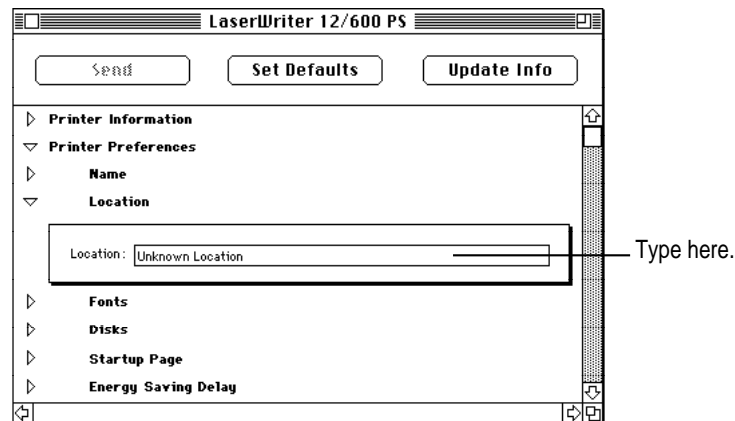 LaserWriter 12/600 PS
Send Set Defaults Update Info
Printer Information
Printer Preferences
Name
Location
Location: Unknown Location
Type here.
Fonts
Disks
Startup Page
Energy Saving Delay